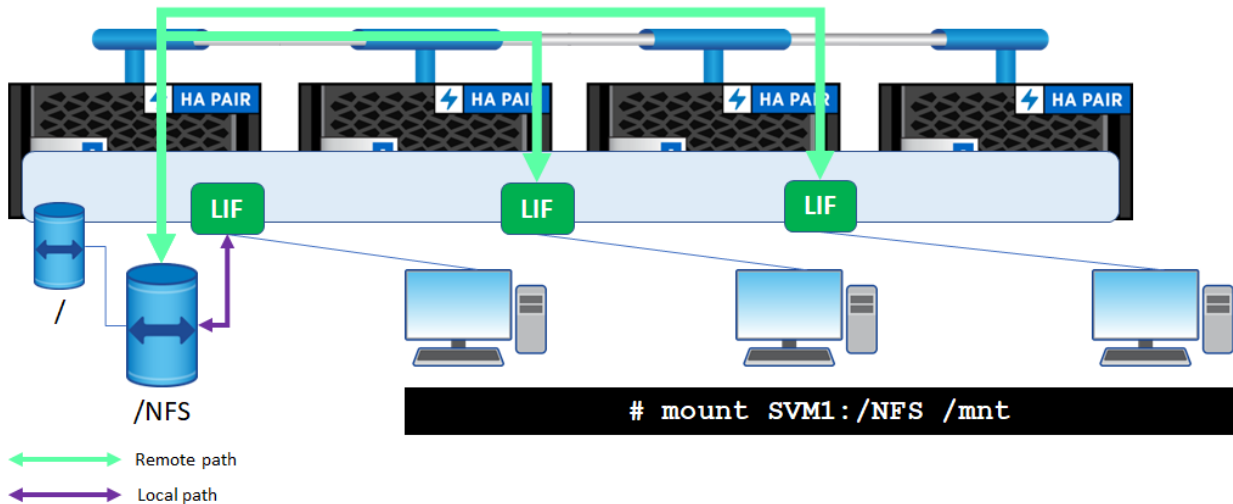 HA PAIR
HA PAIR
HA PAIR
HA PAIR
LIF
LIF
LIF
/
/NFS
# mount SVM1:/NFS /mnt
Remote path
Local path